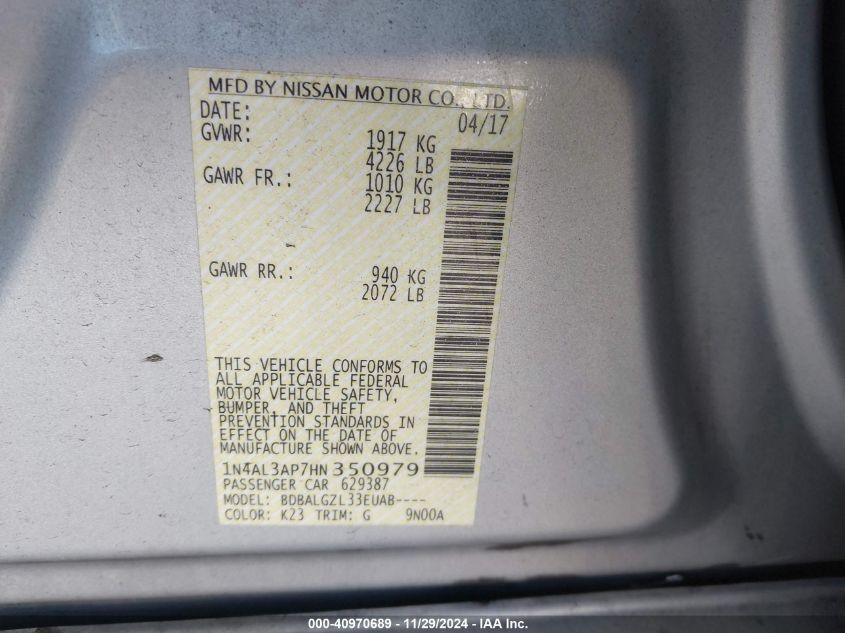 MFD BY NISSAN MOTOR CO., LTD.
DATE: 04/17
GVWR: 1917 KG
4226 LB
GAWR FR.: 1010 KG
2227 LB
GAWR RR.: 940 KG
2072 LB
THIS VEHICLE CONFORMS TO
ALL APPLICABLE FEDERAL
MOTOR VEHICLE SAFETY,
BUMPER, AND THEFT
PREVENTION STANDARDS IN
EFFECT ON THE DATE OF
MANUFACTURE SHOWN ABOVE.
1N4AL3AP7HN350979
PASSENGER CAR 629387
MODEL: BDBALGZL33EUAB----
COLOR: K23 TRIM: G 9N00A
000-40970689 - 11/29/2024 - IAA Inc.